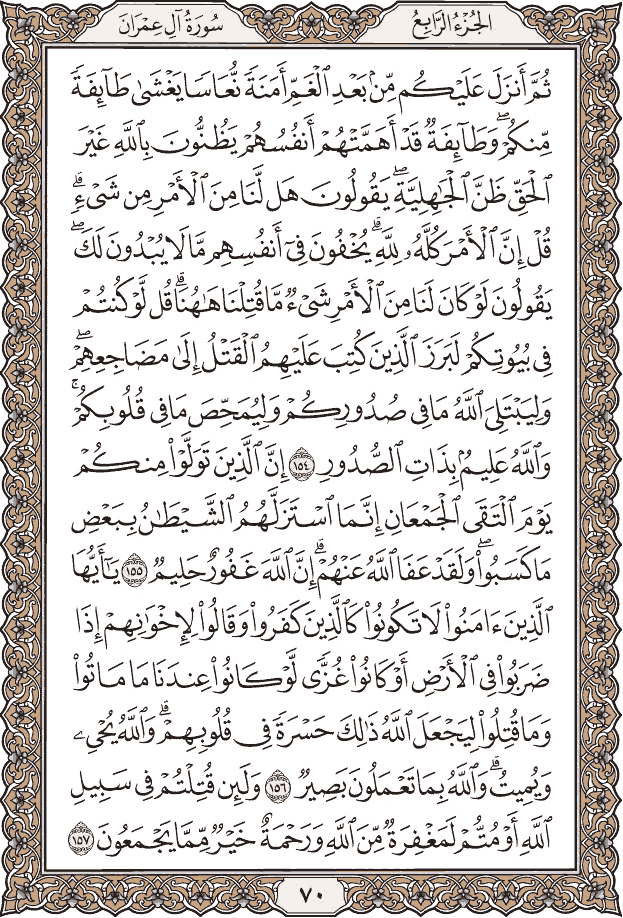 الجُزْءُ الرَّابِعُ
سُورَةُ آلِ عِمْرَانَ
ثُمَّ أَنزَلَ عَلَيْكُم مِّنۢ بَعْدِ ٱلْغَمِّ أَمَنَةً نُّعَاسًا يَغْشَىٰ طَآئِفَةً
مِّنكُمْ ۖ وَطَآئِفَةٌ قَدْ أَهَمَّتْهُمْ أَنفُسُهُمْ يَظُنُّونَ بِٱللَّهِ غَيْرَ
ٱلْحَقِّ ظَنَّ ٱلْجَٰهِلِيَّةِ ۖ يَقُولُونَ هَل لَّنَا مِنَ ٱلْأَمْرِ مِن شَىْءٍ ۗ
قُلْ إِنَّ ٱلْأَمْرَ كُلَّهُۥ لِلَّهِ ۗ يُخْفُونَ فِىٓ أَنفُسِهِم مَّا لَا يُبْدُونَ لَكَ ۖ
يَقُولُونَ لَوْ كَانَ لَنَا مِنَ ٱلْأَمْرِ شَىْءٌ مَّا قُتِلْنَا هَٰهُنَا ۗ قُل لَّوْ كُنتُمْ
فِى بُيُوتِكُمْ لَبَرَزَ ٱلَّذِينَ كُتِبَ عَلَيْهِمُ ٱلْقَتْلُ إِلَىٰ مَضَاجِعِهِمْ ۖ
وَلِيَبْتَلِىَ ٱللَّهُ مَا فِى صُدُورِكُمْ وَلِيُمَحِّصَ مَا فِى قُلُوبِكُمْ ۚ
وَٱللَّهُ عَلِيمٌۢ بِذَاتِ ٱلصُّدُورِ ١٥٤ إِنَّ ٱلَّذِينَ تَوَلَّوْا۟ مِنكُمْ
يَوْمَ ٱلْتَقَى ٱلْجَمْعَانِ إِنَّمَا ٱسْتَزَلَّهُمُ ٱلشَّيْطَٰنُ بِبَعْضِ
مَا كَسَبُوا۟ ۖ وَلَقَدْ عَفَا ٱللَّهُ عَنْهُمْ ۗ إِنَّ ٱللَّهَ غَفُورٌ حَلِيمٌ ١٥٥ يَٰٓأَيُّهَا
ٱلَّذِينَ ءَامَنُوا۟ لَا تَكُونُوا۟ كَٱلَّذِينَ كَفَرُوا۟ وَقَالُوا۟ لِإِخْوَٰنِهِمْ إِذَا
ضَرَبُوا۟ فِى ٱلْأَرْضِ أَوْ كَانُوا۟ غُزًّى لَّوْ كَانُوا۟ عِندَنَا مَا مَاتُوا۟
وَمَا قُتِلُوا۟ لِيَجْعَلَ ٱللَّهُ ذَٰلِكَ حَسْرَةً فِى قُلُوبِهِمْ ۗ وَٱللَّهُ يُحْىِۦ
وَيُمِيتُ ۗ وَٱللَّهُ بِمَا تَعْمَلُونَ بَصِيرٌ ١٥٦ وَلَئِن قُتِلْتُمْ فِى سَبِيلِ
ٱللَّهِ أَوْ مُتُّمْ لَمَغْفِرَةٌ مِّنَ ٱللَّهِ وَرَحْمَةٌ خَيْرٌ مِّمَّا يَجْمَعُونَ ١٥٧
٧٠